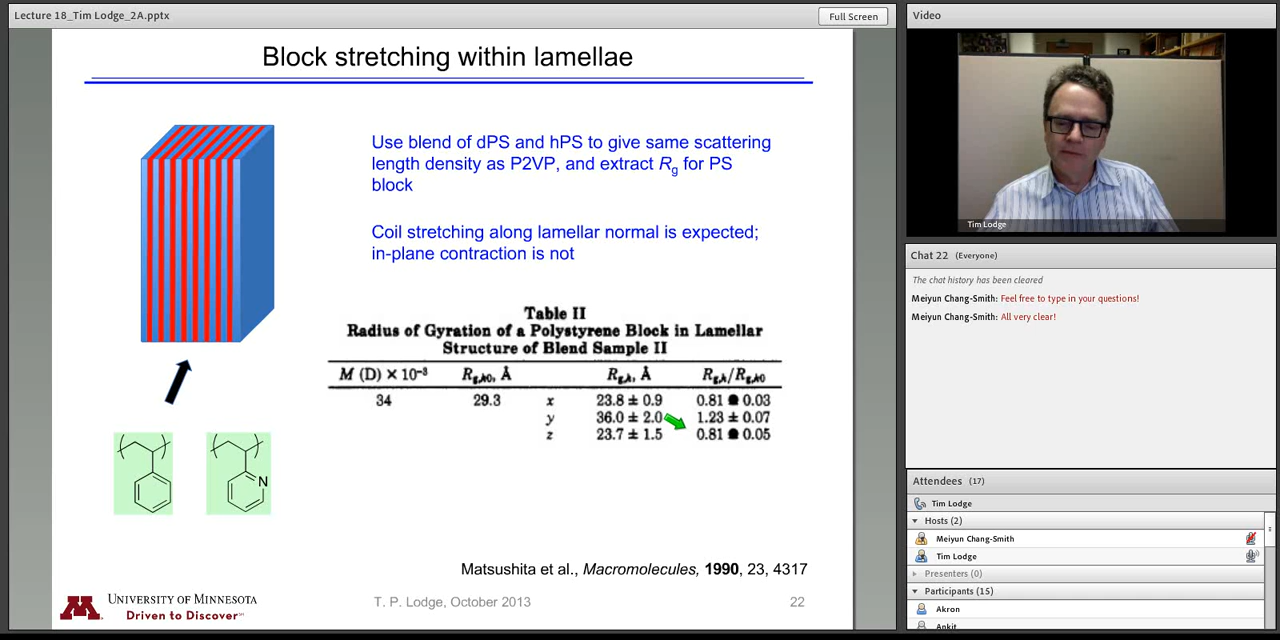 Lecture 18_Tim Lodge_2A.pptx
Full Screen
Block stretching within lamellae
Use blend of dPS and hPS to give same scattering
length density as P2VP, and extract Rg for PS
block
Coil stretching along lamellar normal is expected;
in-plane contraction is not
Table II
Radius of Gyration of a Polystyrene Block in Lamellar
Structure of Blend Sample II
M (D) × 10⁻³ Rg,k0, Å Rg,k, Å Rg,k/Rg,k0
34 29.3 x 23.8 ± 0.9 0.81 ● 0.03
y 36.0 ± 2.0 1.23 ± 0.07
z 23.7 ± 1.5 0.81 ● 0.05
N
Matsushita et al., Macromolecules, 1990, 23, 4317
UNIVERSITY OF MINNESOTA
Driven to Discover℠
T. P. Lodge, October 2013
22
Video
Tim Lodge
Chat 22 (Everyone)
The chat history has been cleared
Meiyun Chang-Smith: Feel free to type in your questions!
Meiyun Chang-Smith: All very clear!
Attendees (17)
Tim Lodge
Hosts (2)
Meiyun Chang-Smith
Tim Lodge
Presenters (0)
Participants (15)
Akron
Ankit